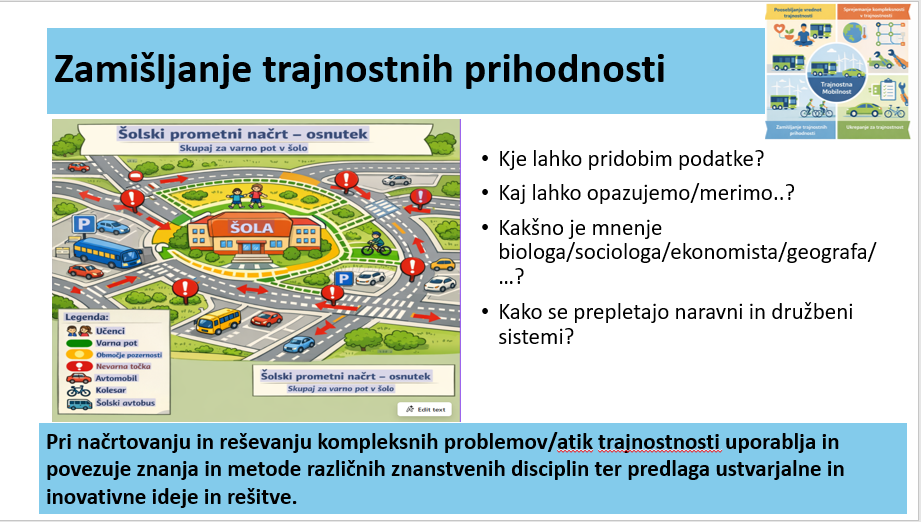 Zamišljanje trajnostnih prihodnosti
Poosebljanje vrednot
trajnostnosti
Sprejemanje kompleksnosti
v trajnostnosti
Trajnostna
Mobilnost
Zamišljanje trajnostnih
prihodnosti
Ukrepanje za trajnostnost
Šolski prometni načrt – osnutek
Skupaj za varno pot v šolo
ŠOLA
P
P
Legenda:
Učenci
Varna pot
Območje pozornosti
Nevarna točka
Avtomobil
Kolesar
Šolski avtobus
Šolski prometni načrt – osnutek
Skupaj za varno pot v šolo
Edit text
• Kje lahko pridobim podatke?
• Kaj lahko opazujemo/merimo..?
• Kakšno je mnenje
biologa/sociologa/ekonomista/geografa/
…?
• Kako se prepletajo naravni in družbeni
sistemi?
Pri načrtovanju in reševanju kompleksnih problemov/atik trajnostnosti uporablja in
povezuje znanja in metode različnih znanstvenih disciplin ter predlaga ustvarjalne in
inovativne ideje in rešitve.